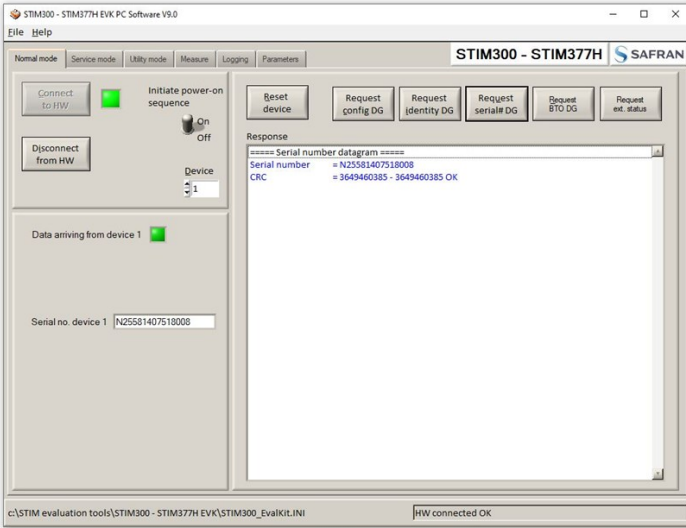 STIM300 - STIM377H EVK PC Software V9.0
File Help
Normal mode Service mode Utility mode Measure Logging Parameters
STIM300 - STIM377H SAFRAN
Connect to HW
Initiate power-on sequence
On
Off
Disconnect from HW
Device
1
Data arriving from device 1
Serial no. device 1 N25581407518008
Reset device
Request config DG
Request identity DG
Request serial# DG
Request BTO DG
Request ext. status
Response
===== Serial number datagram =====
Serial number = N25581407518008
CRC = 3649460385 - 3649460385 OK
c:\STIM evaluation tools\STIM300 - STIM377H EVK\STIM300_EvalKit.INI
HW connected OK